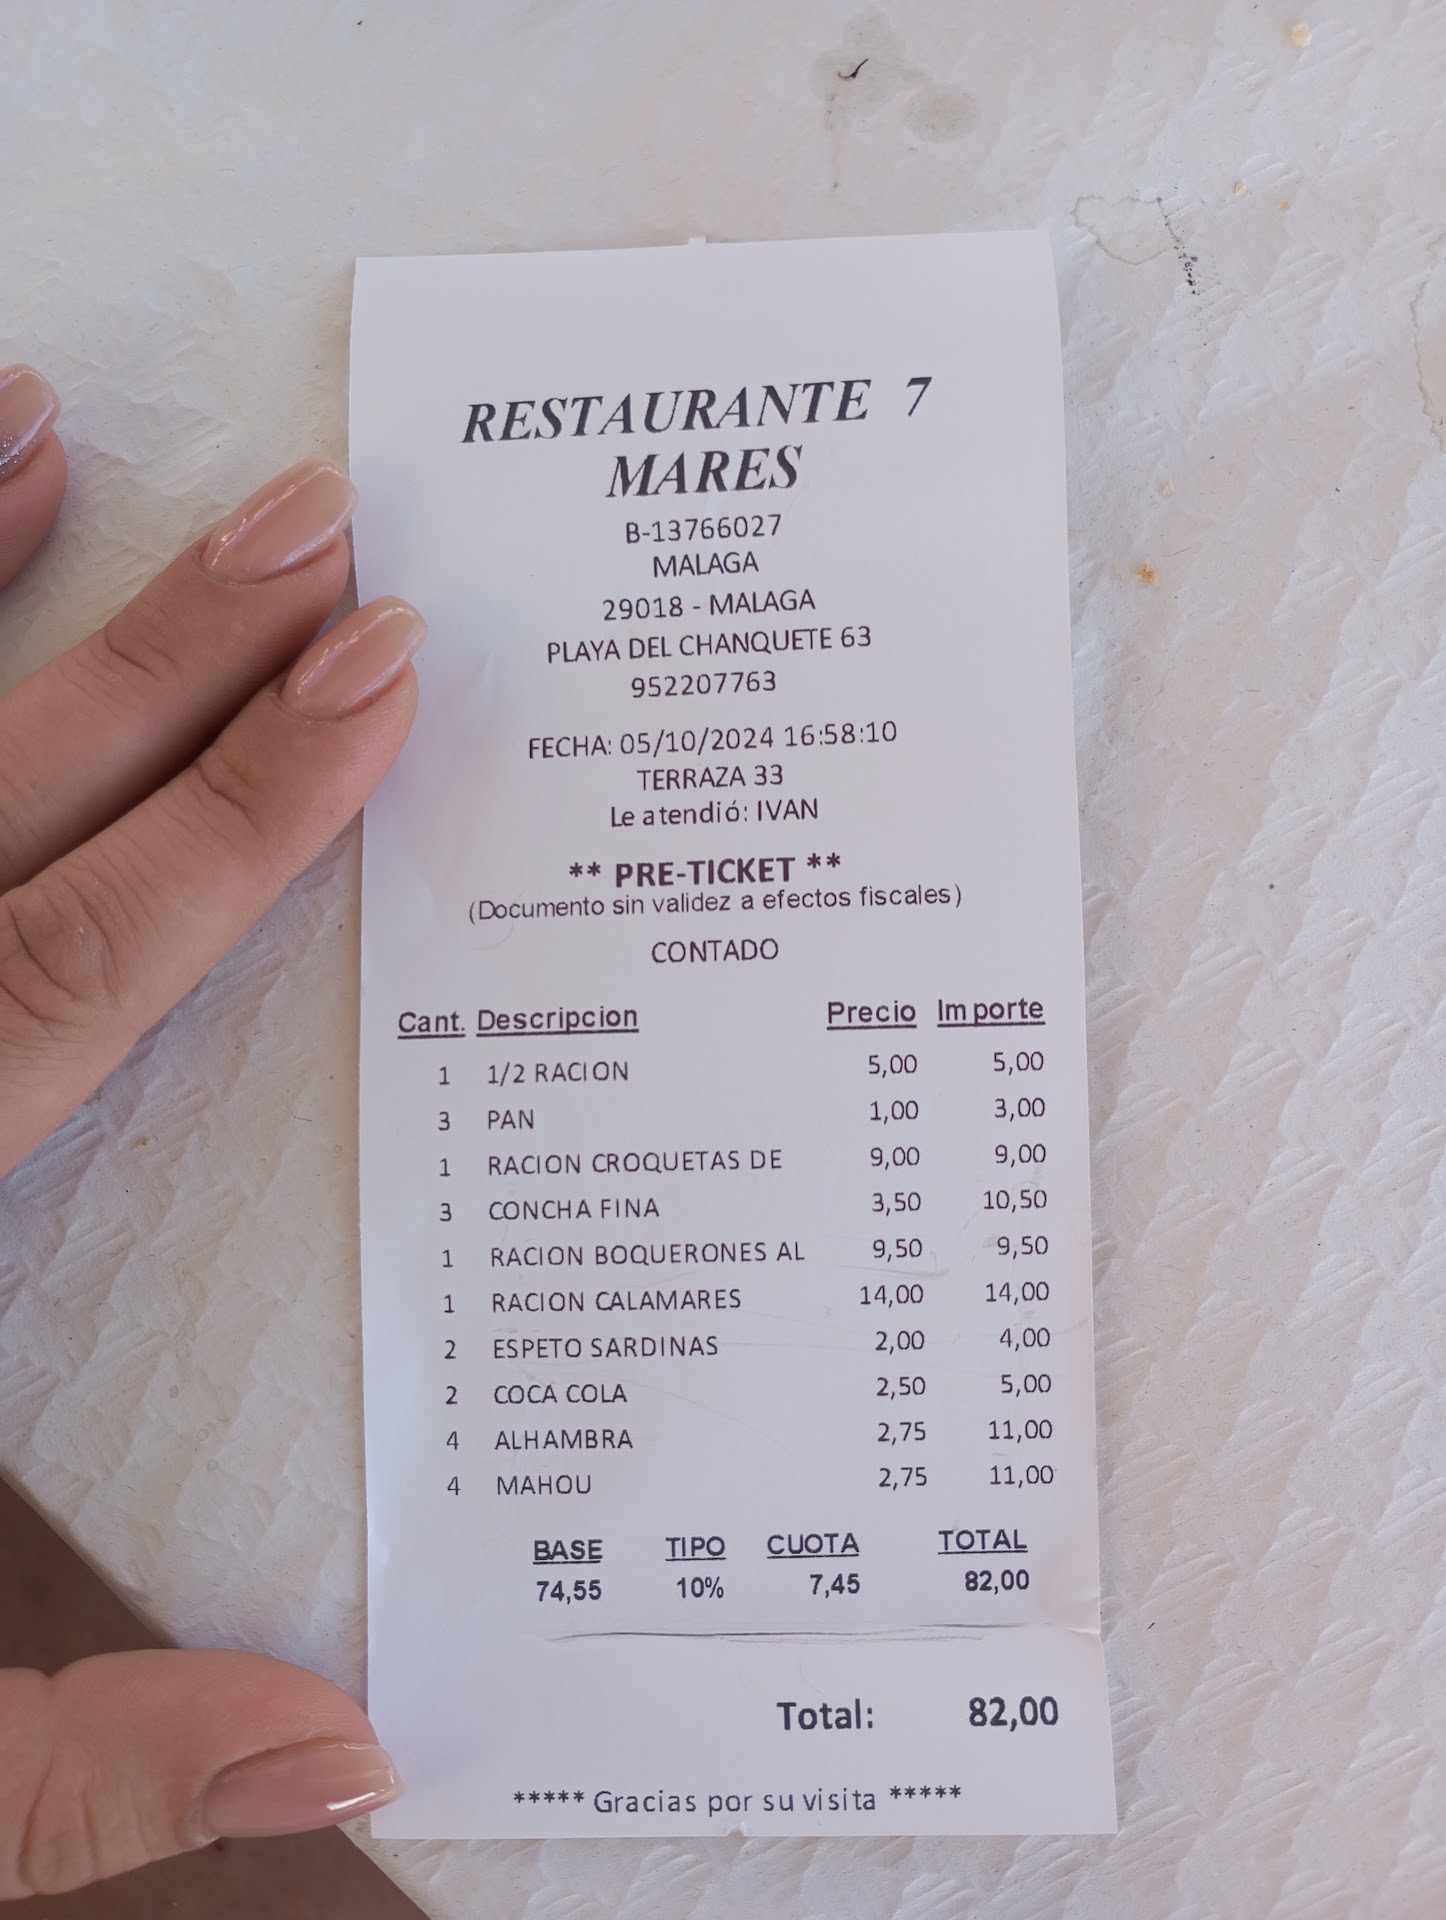 RESTAURANTE 7
MARES
B-13766027
MALAGA
29018 - MALAGA
PLAYA DEL CHANQUETE 63
952207763
FECHA: 05/10/2024 16:58:10
TERRAZA 33
Le atendió: IVAN
** PRE-TICKET **
(Documento sin validez a efectos fiscales)
CONTADO
Cant. Descripcion Precio Importe
1 1/2 RACION 5,00 5,00
3 PAN 1,00 3,00
1 RACION CROQUETAS DE 9,00 9,00
3 CONCHA FINA 3,50 10,50
1 RACION BOQUERONES AL 9,50 9,50
1 RACION CALAMARES 14,00 14,00
2 ESPETO SARDINAS 2,00 4,00
2 COCA COLA 2,50 5,00
4 ALHAMBRA 2,75 11,00
4 MAHOU 2,75 11,00
BASE TIPO CUOTA TOTAL
74,55 10% 7,45 82,00
Total: 82,00
***** Gracias por su visita *****